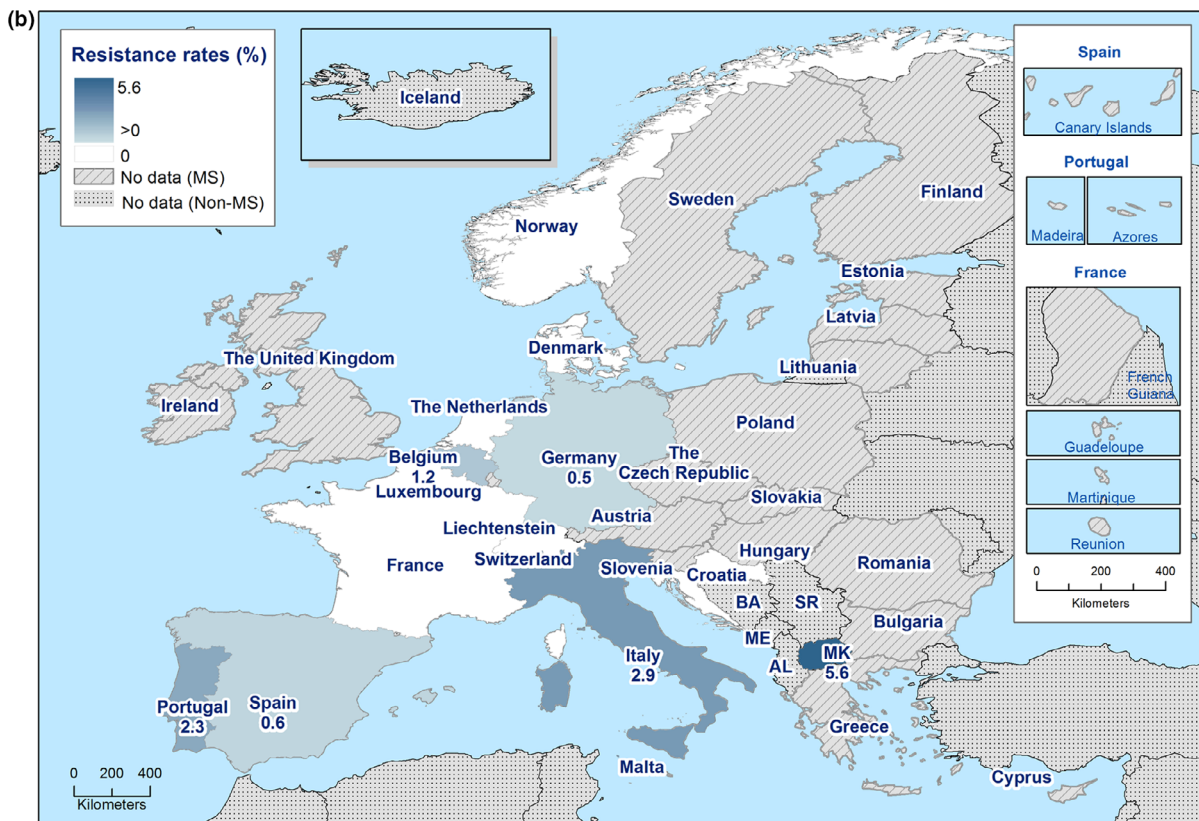 (b)
Resistance rates (%)
5.6
>0
0
No data (MS)
No data (Non-MS)
Iceland
Norway
Sweden
Finland
Estonia
Latvia
Lithuania
Denmark
The United Kingdom
Ireland
The Netherlands
Poland
Belgium
1.2
Luxembourg
Germany
0.5
The
Czech Republic
Slovakia
Austria
Liechtenstein
Switzerland
France
Slovenia
Hungary
Croatia
Romania
BA
SR
Bulgaria
ME
MK
5.6
AL
Italy
2.9
Portugal
2.3
Spain
0.6
Greece
Malta
Cyprus
0 200 400
Kilometers
Spain
Canary Islands
Portugal
Madeira
Azores
France
French
Guiana
Guadeloupe
Martinique
Reunion
0 200 400
Kilometers